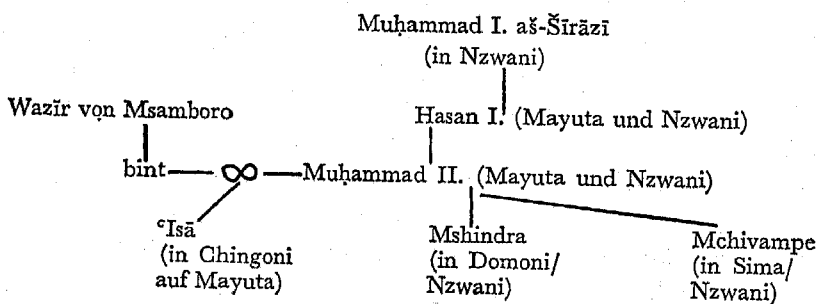 Muḥammad I. aš-Šīrāzī
(in Nzwani)
Wazīr von Msamboro
Hasan I. (Mayuta und Nzwani)
bint
Muḥammad II. (Mayuta und Nzwani)
ʿIsā
(in Chingoni
auf Mayuta)
Mshindra
(in Domoni/
Nzwani)
Mchivampe
(in Sima/
Nzwani)